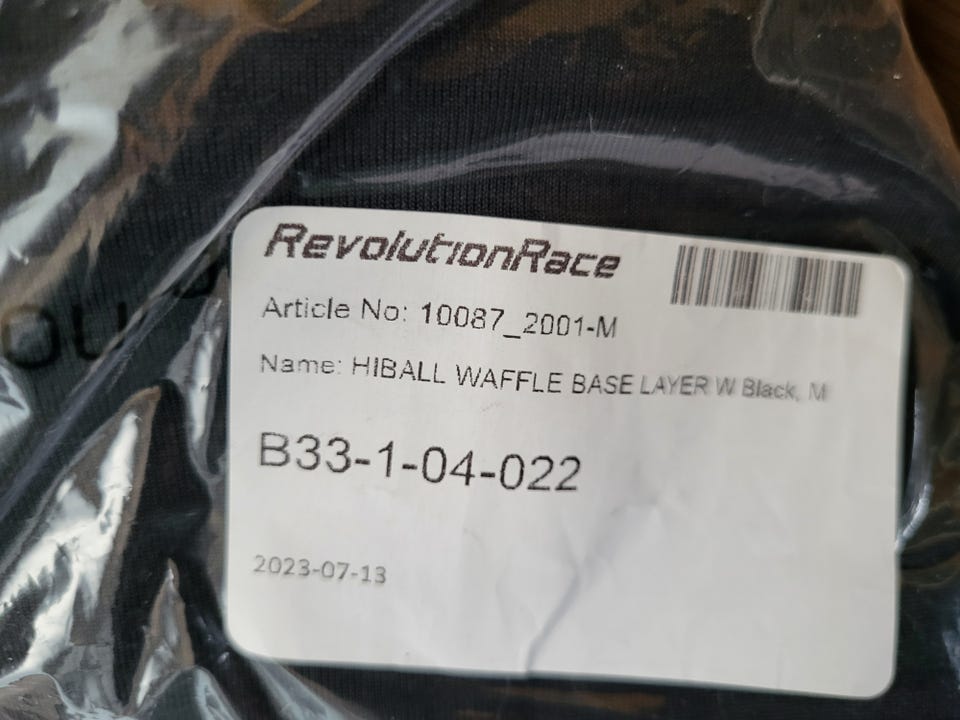 RevolutionRace
Article No: 10087_2001-M
Name: HIBALL WAFFLE BASE LAYER W Black, M
B33-1-04-022
2023-07-13